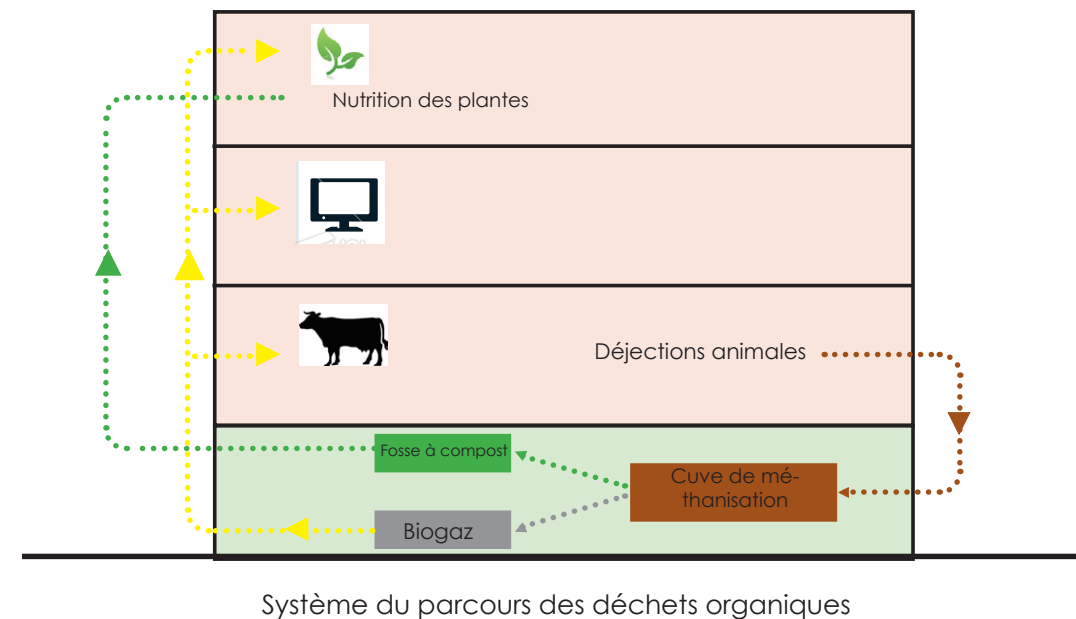 Nutrition des plantes
Déjections animales
Fosse à compost
Cuve de mé-
thanisation
Biogaz
Système du parcours des déchets organiques